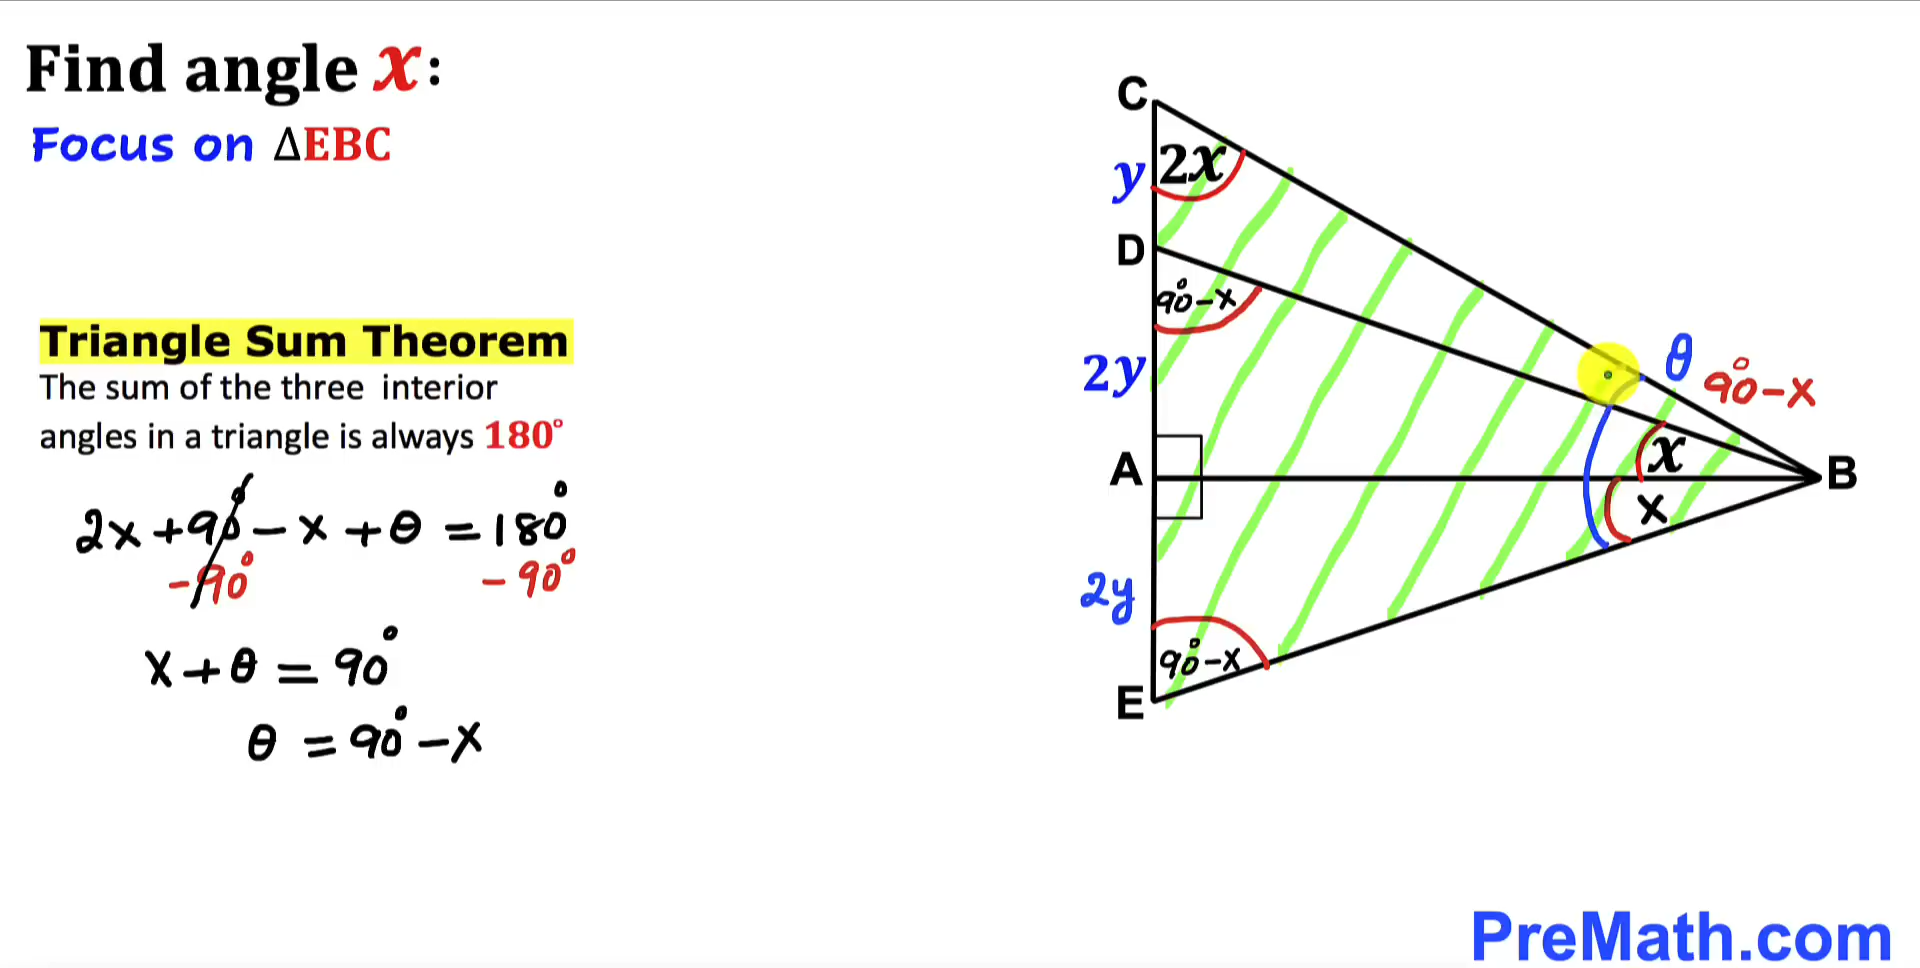 Find angle x:
Focus on ΔEBC
Triangle Sum Theorem
The sum of the three interior
angles in a triangle is always 180°
2x + 90° - x + θ = 180°
- 90° - 90°
x + θ = 90°
θ = 90° - x
C
y
2x
D
90° - x
2y
θ 90° - x
A
x
B
x
2y
90° - x
E
PreMath.com